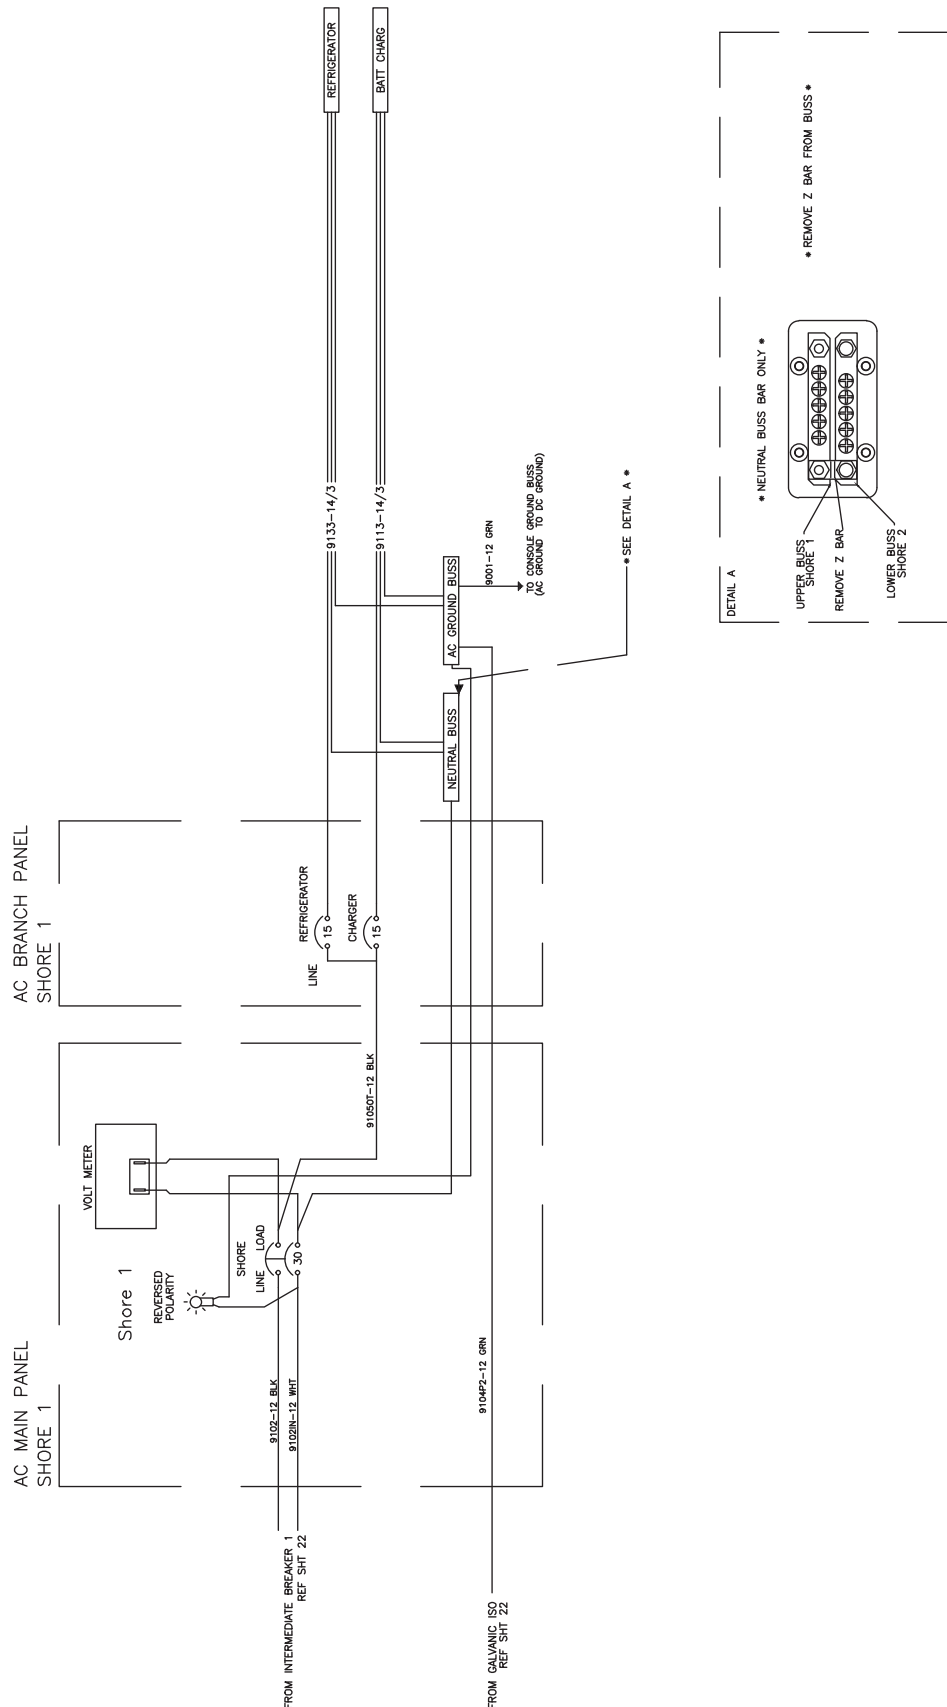 AC MAIN PANEL
SHORE 1
AC BRANCH PANEL
SHORE 1
VOLT METER
Shore 1
REVERSED
POLARITY
SHORE
LINE
LOAD
30
9102-12 BLK
9102IN-12 WHT
FROM INTERMEDIATE BREAKER 1
REF SHT 22
9105OT-12 BLK
LINE
REFRIGERATOR
15
CHARGER
15
9104P2-12 GRN
FROM GALVANIC ISO
REF SHT 22
NEUTRAL BUSS
AC GROUND BUSS
9001-12 GRN
TO CONSOLE GROUND BUSS
(AC GROUND TO DC GROUND)
*SEE DETAIL A *
9133-14/3
9113-14/3
REFRIGERATOR
BATT CHARG
DETAIL A
* NEUTRAL BUSS BAR ONLY *
* REMOVE Z BAR FROM BUSS *
UPPER BUSS
SHORE 1
REMOVE Z BAR
LOWER BUSS
SHORE 2